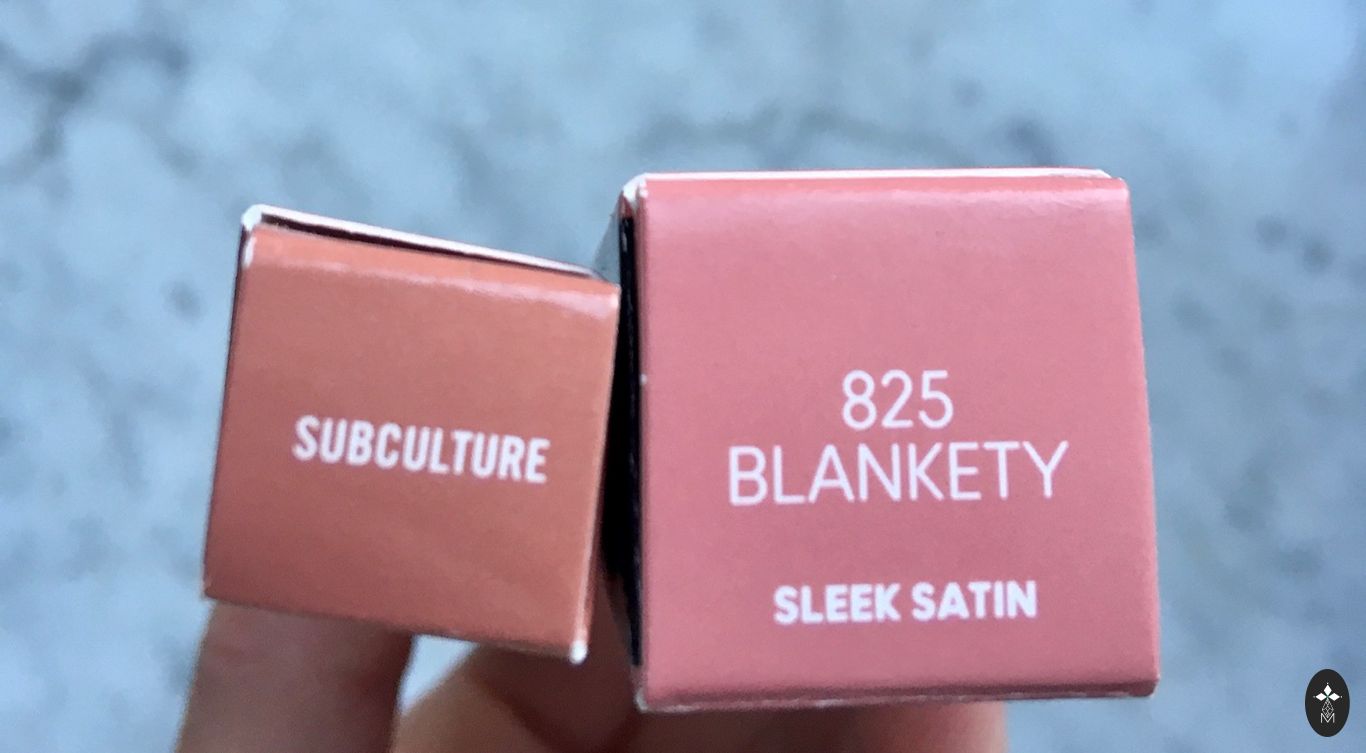 SUBCULTURE
825
BLANKETY
SLEEK SATIN